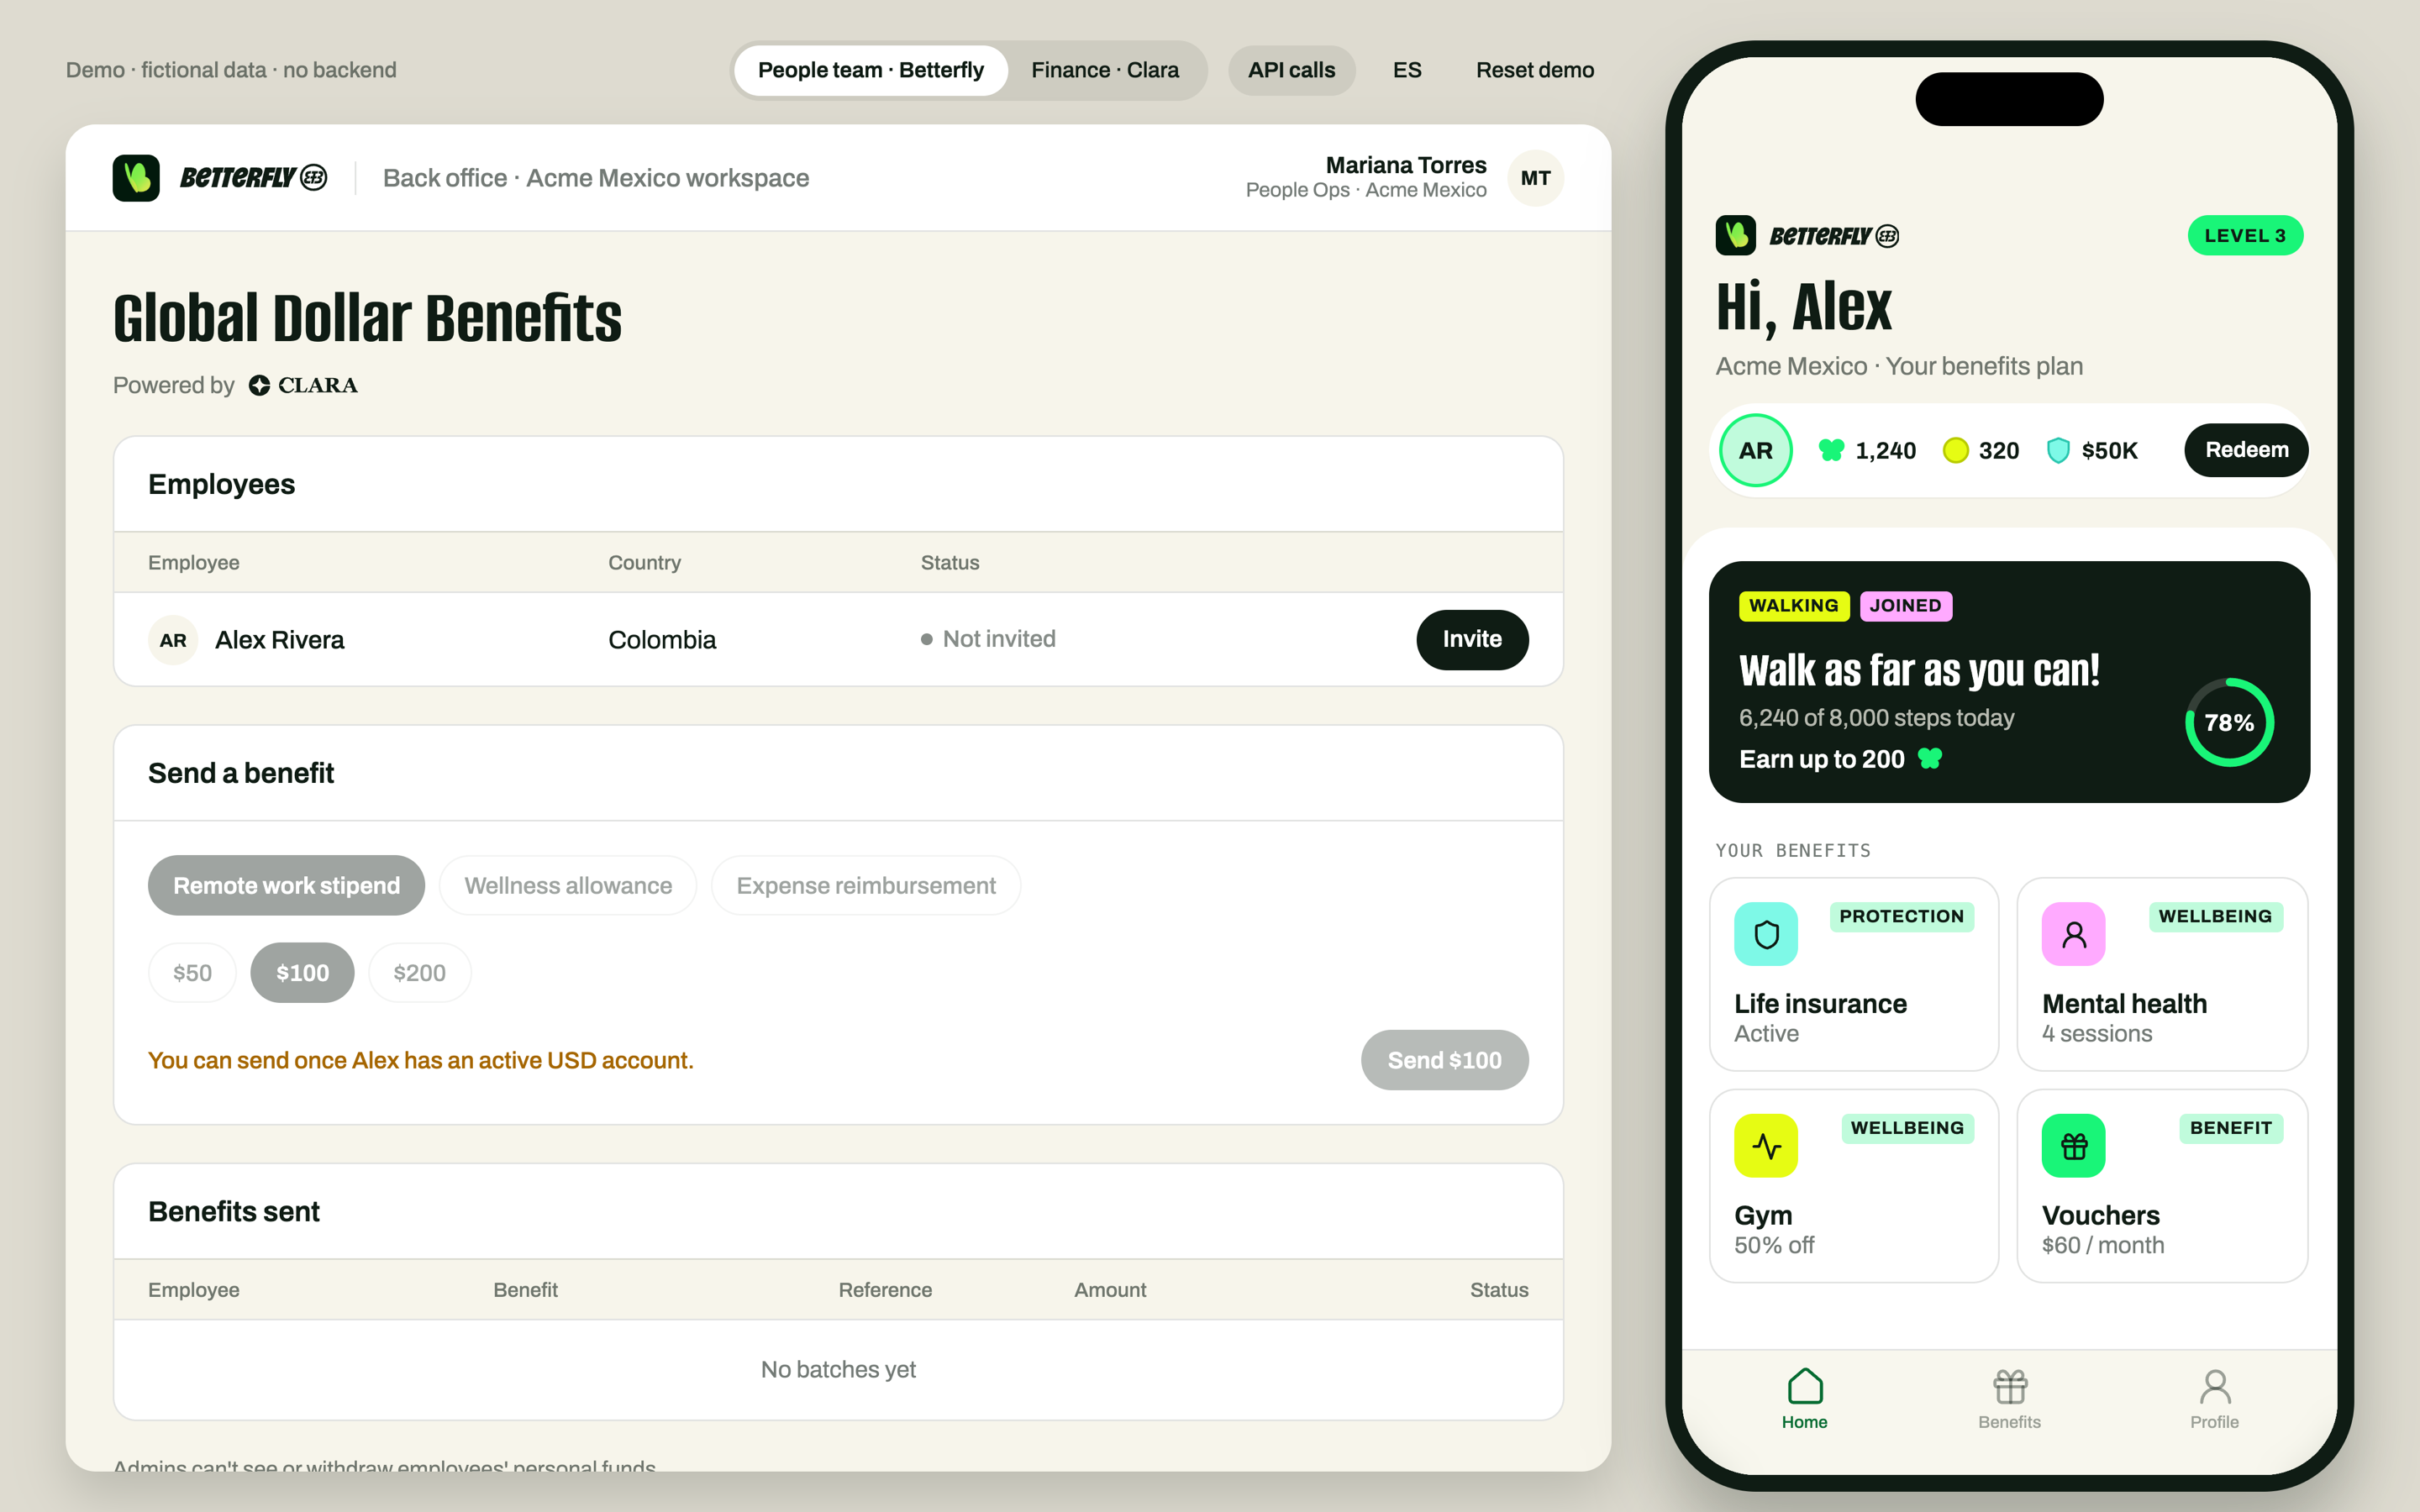 Demo · fictional data · no backend
People team · Betterfly
Finance · Clara
API calls
ES
Reset demo
BETTERFLY
Back office · Acme Mexico workspace
Mariana Torres
People Ops · Acme Mexico
MT
Global Dollar Benefits
Powered by CLARA
Employees
Employee Country Status
AR Alex Rivera Colombia Not invited Invite
Send a benefit
Remote work stipend Wellness allowance Expense reimbursement
$50 $100 $200
You can send once Alex has an active USD account. Send $100
Benefits sent
Employee Benefit Reference Amount Status
No batches yet
Admins can't see or withdraw employees' personal funds
BETTERFLY
LEVEL 3
Hi, Alex
Acme Mexico · Your benefits plan
AR 1,240 320 $50K Redeem
WALKING JOINED
Walk as far as you can!
6,240 of 8,000 steps today
78%
Earn up to 200
YOUR BENEFITS
PROTECTION
Life insurance
Active
WELLBEING
Mental health
4 sessions
WELLBEING
Gym
50% off
BENEFIT
Vouchers
$60 / month
Home Benefits Profile